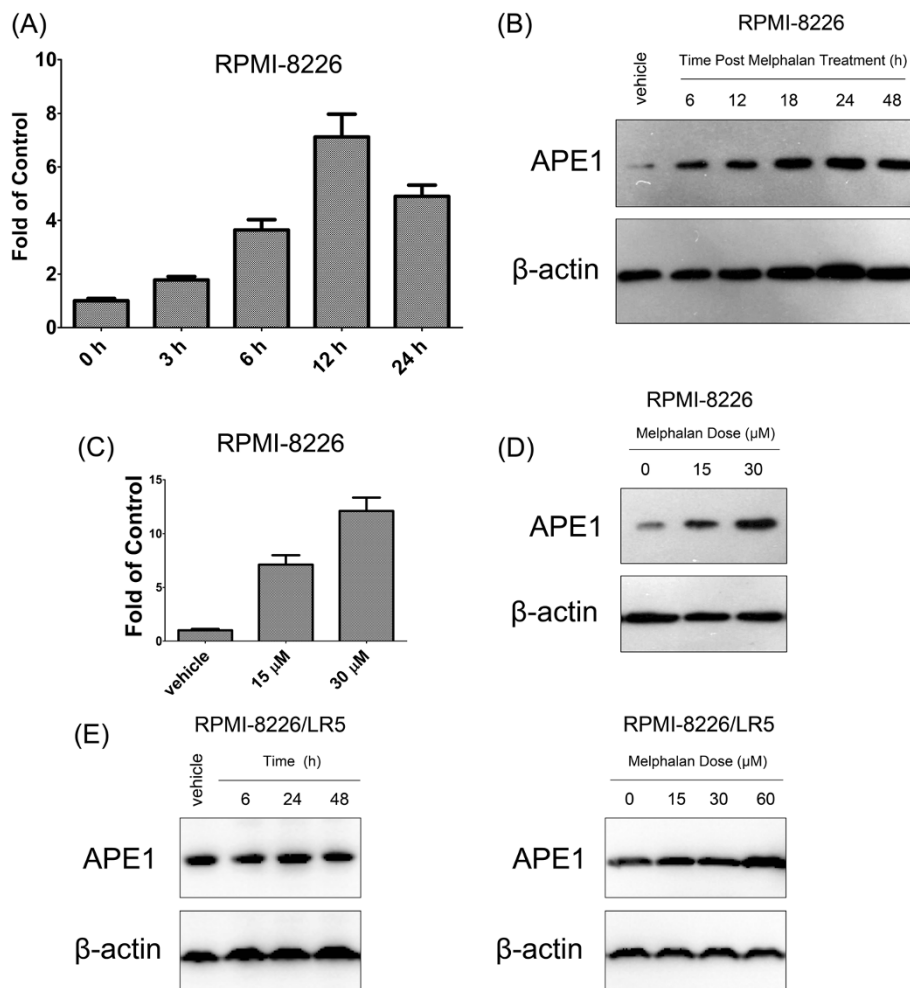 (A)
RPMI-8226
Fold of Control
10
8
6
4
2
0
0 h
3 h
6 h
12 h
24 h
(B)
RPMI-8226
vehicle
Time Post Melphalan Treatment (h)
6 12 18 24 48
APE1
β-actin
(C)
RPMI-8226
Fold of Control
15
10
5
0
vehicle
15 µM
30 µM
(D)
RPMI-8226
Melphalan Dose (µM)
0 15 30
APE1
β-actin
(E)
RPMI-8226/LR5
vehicle
Time (h)
6 24 48
APE1
β-actin
RPMI-8226/LR5
Melphalan Dose (µM)
0 15 30 60
APE1
β-actin